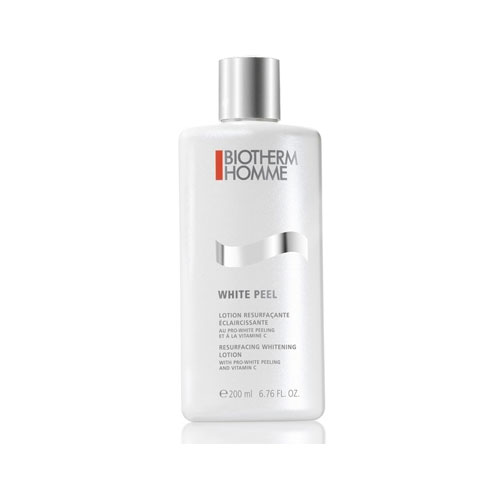 BIOTHERM
HOMME
WHITE PEEL
LOTION RESURFAÇANTE
ÉCLAIRCISSANTE
AU PRO-WHITE PEELING
ET À LA VITAMINE C
RESURFACING WHITENING
LOTION
WITH PRO-WHITE PEELING
AND VITAMIN C
℮200 ml 6.76 FL. OZ.